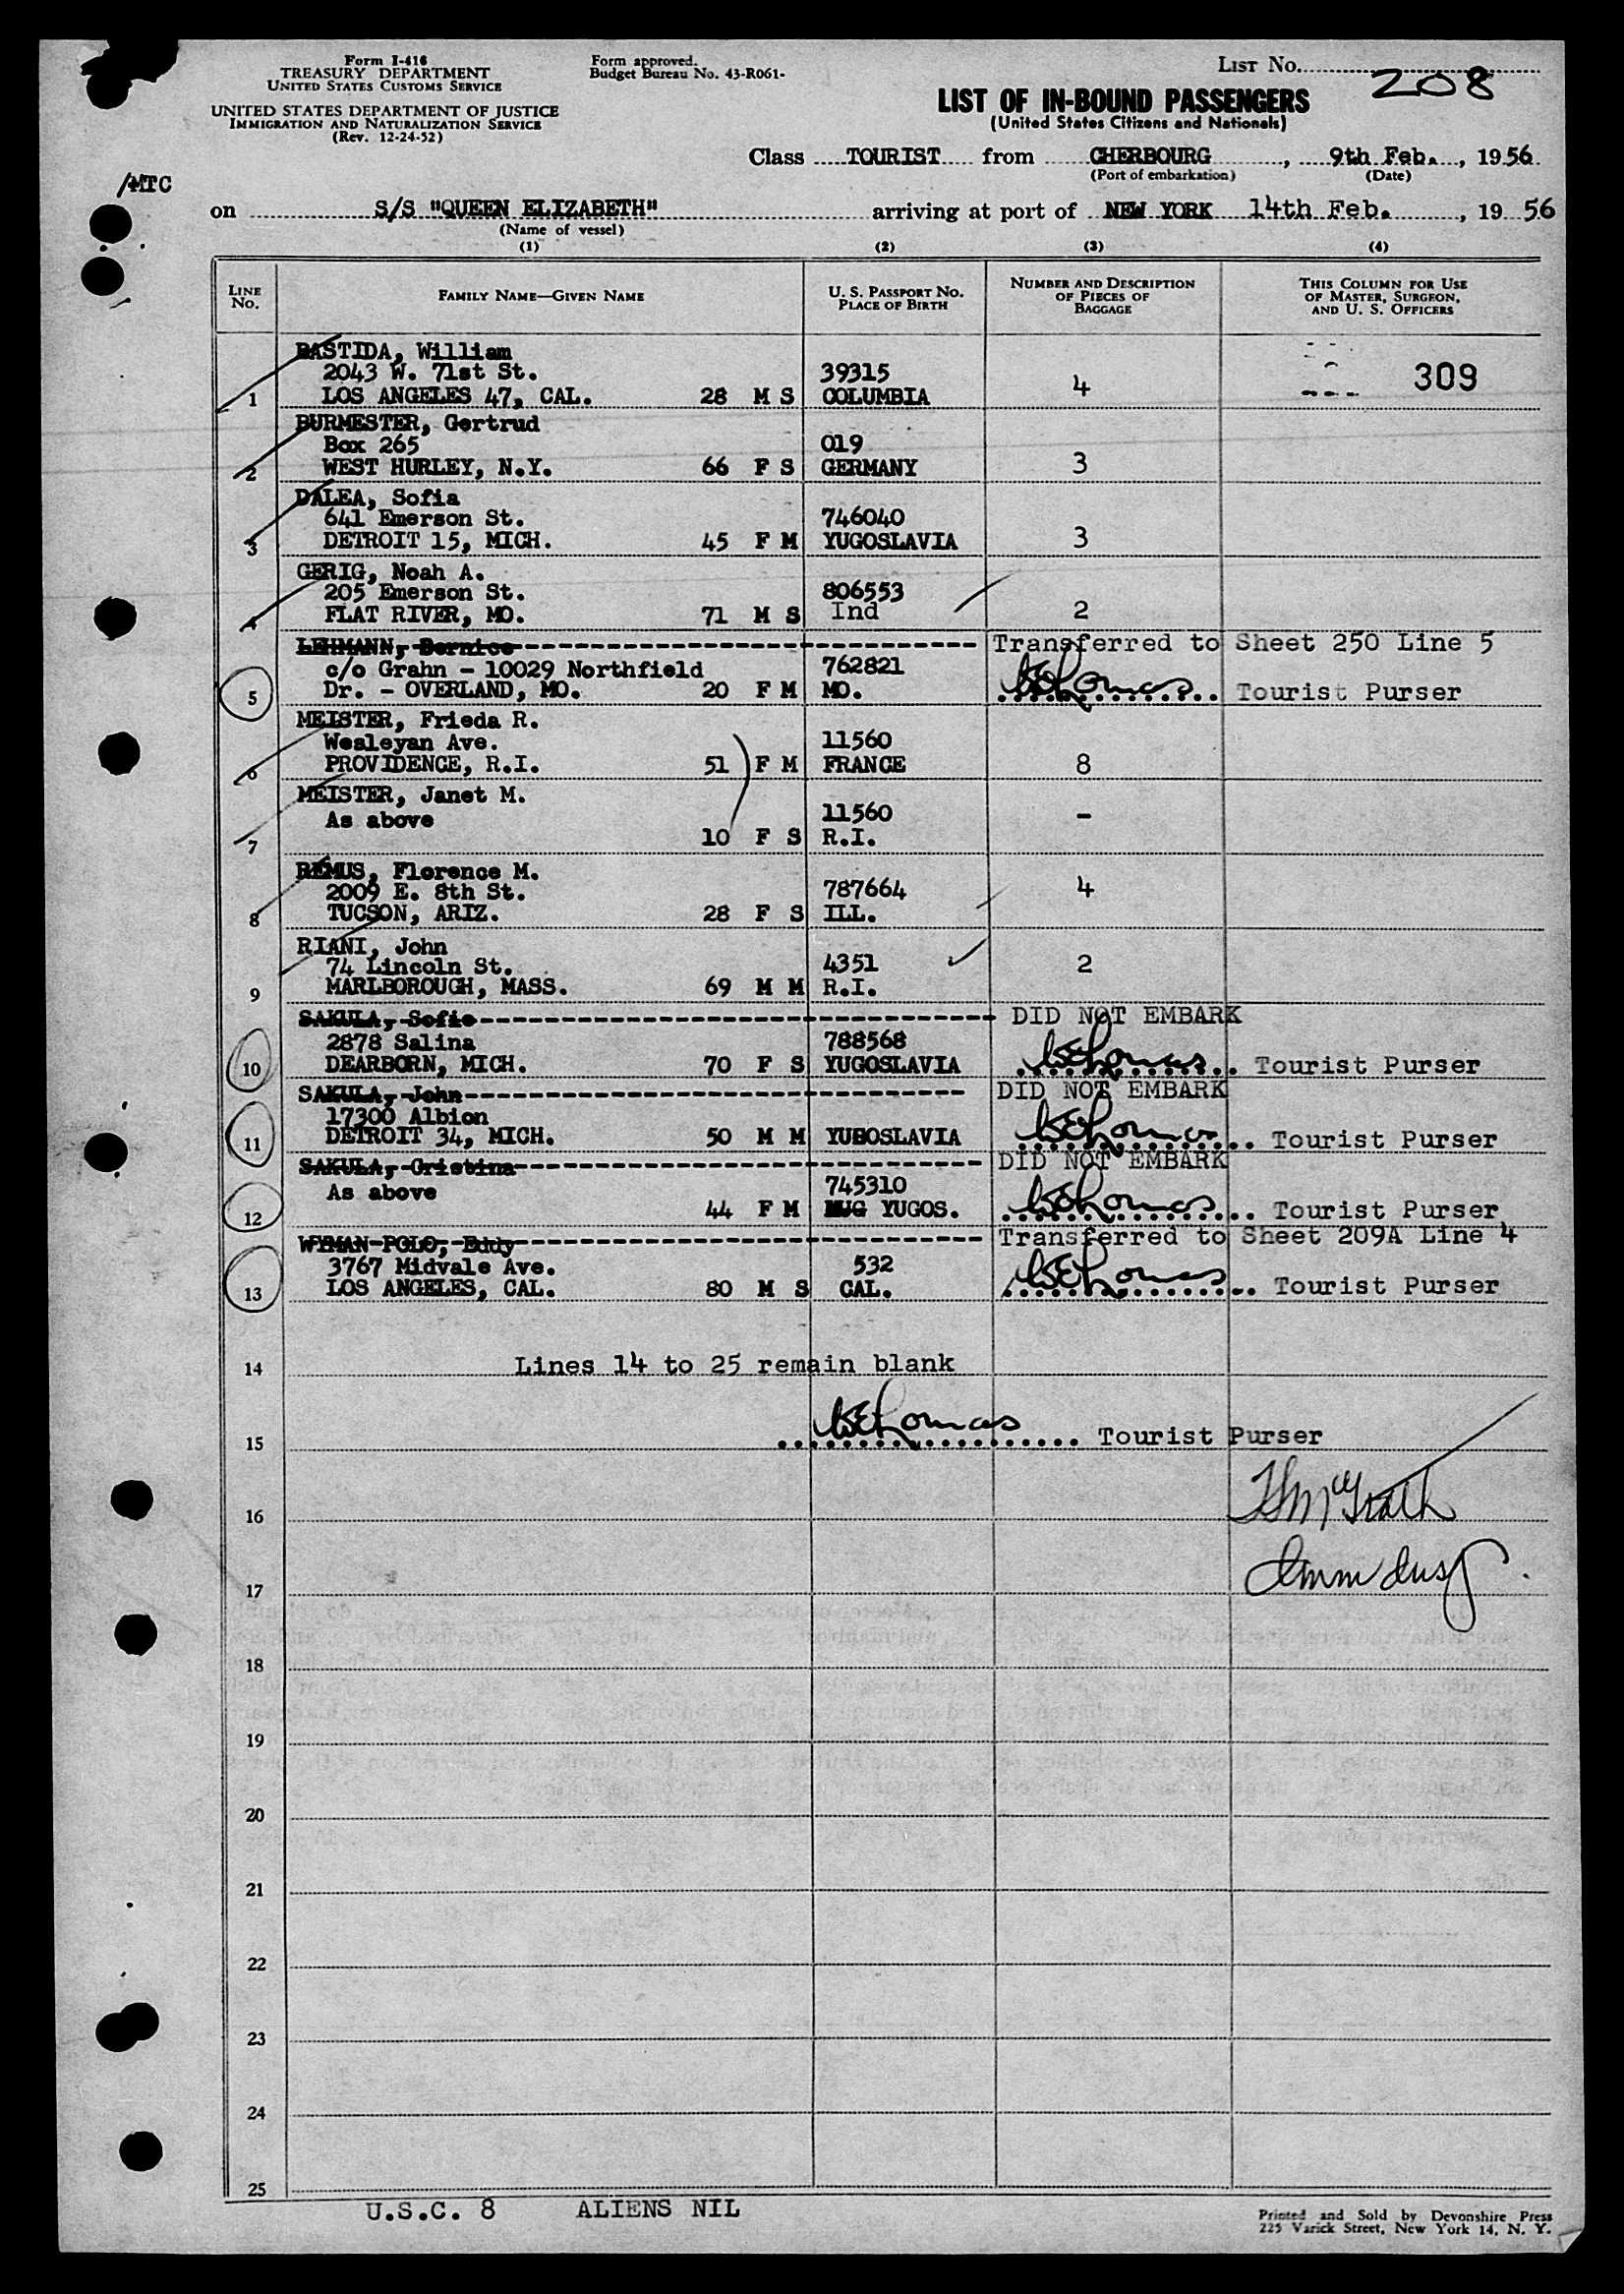 Form I-418
TREASURY DEPARTMENT
UNITED STATES CUSTOMS SERVICE
UNITED STATES DEPARTMENT OF JUSTICE
IMMIGRATION AND NATURALIZATION SERVICE
(Rev. 12-24-52)
Form approved.
Budget Bureau No. 43-R061-
LIST No. 208
LIST OF IN-BOUND PASSENGERS
(United States Citizens and Nationals)
Class TOURIST from CHERBOURG, 9th Feb., 1956
(Port of embarkation) (Date)
/MTC
on S/S "QUEEN ELIZABETH" arriving at port of NEW YORK 14th Feb., 19 56
(Name of vessel)
(1) (2) (3) (4)
LINE No. FAMILY NAME—GIVEN NAME U. S. PASSPORT No. PLACE OF BIRTH NUMBER AND DESCRIPTION OF PIECES OF BAGGAGE THIS COLUMN FOR USE OF MASTER, SURGEON, AND U. S. OFFICERS
BASTIDA, William
2043 W. 71st St. 39315 4 309
1 LOS ANGELES 47, CAL. 28 M S COLUMBIA
BURMESTER, Gertrud
Box 265 019
2 WEST HURLEY, N.Y. 66 F S GERMANY 3
DALEA, Sofia
641 Emerson St. 746040
3 DETROIT 15, MICH. 45 F M YUGOSLAVIA 3
GERIG, Noah A.
205 Emerson St. 806553
4 FLAT RIVER, MO. 71 M S Ind 2
LEHMANN, Bernice Transferred to Sheet 250 Line 5
c/o Grahn - 10029 Northfield 762821
5 Dr. - OVERLAND, MO. 20 F M MO. Thomas Tourist Purser
MEISTER, Frieda R.
Wesleyan Ave. 11560
6 PROVIDENCE, R.I. 51 F M FRANCE 8
MEISTER, Janet M.
As above 11560 -
7 10 F S R.I.
REMUS, Florence M.
2009 E. 8th St. 787664 4
8 TUCSON, ARIZ. 28 F S ILL.
RIANI, John
74 Lincoln St. 4351 2
9 MARLBOROUGH, MASS. 69 M M R.I.
SAKULA, Sofie DID NOT EMBARK
2878 Salina 788568
10 DEARBORN, MICH. 70 F S YUGOSLAVIA Thomas Tourist Purser
SAKULA, John DID NOT EMBARK
17300 Albion
11 DETROIT 34, MICH. 50 M M YUGOSLAVIA Thomas Tourist Purser
SAKULA, Cristina DID NOT EMBARK
As above 745310
12 44 F M YUGOS. Thomas Tourist Purser
WYMAN-POLO, Eddy Transferred to Sheet 209A Line 4
3767 Midvale Ave. 532
13 LOS ANGELES, CAL. 80 M S CAL. Thomas Tourist Purser
14 Lines 14 to 25 remain blank
15 Thomas Tourist Purser
16 McGrath
17 Imm Insp.
18
19
20
21
22
23
24
25
U.S.C. 8 ALIENS NIL
Printed and Sold by Devonshire Press
225 Varick Street, New York 14, N. Y.